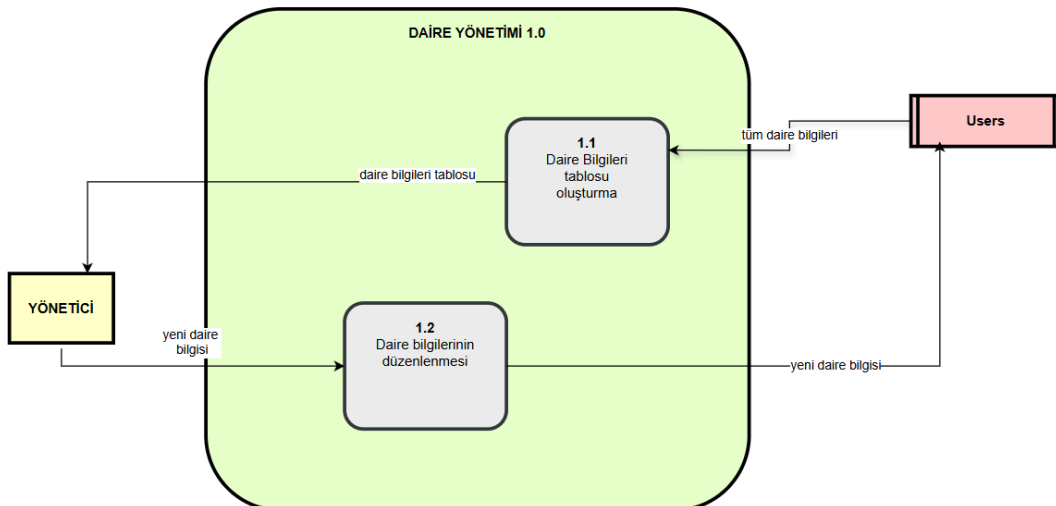 DAİRE YÖNETİMİ 1.0
Users
tüm daire bilgileri
1.1
Daire Bilgileri
tablosu
oluşturma
daire bilgileri tablosu
YÖNETİCİ
yeni daire
bilgisi
1.2
Daire bilgilerinin
düzenlenmesi
yeni daire bilgisi